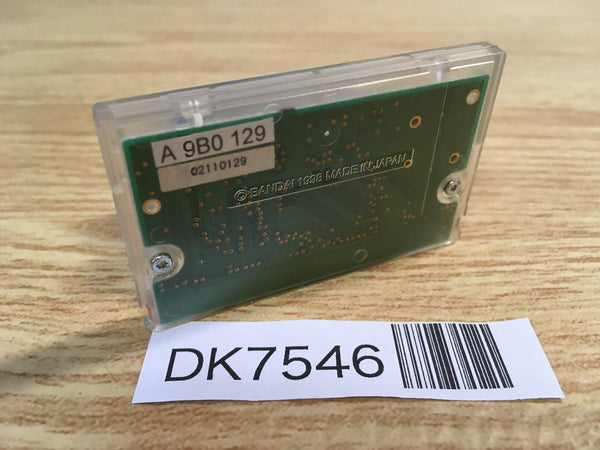 A 9B0 129
02110129
© BANDAI 1998 MADE IN JAPAN
DK7546